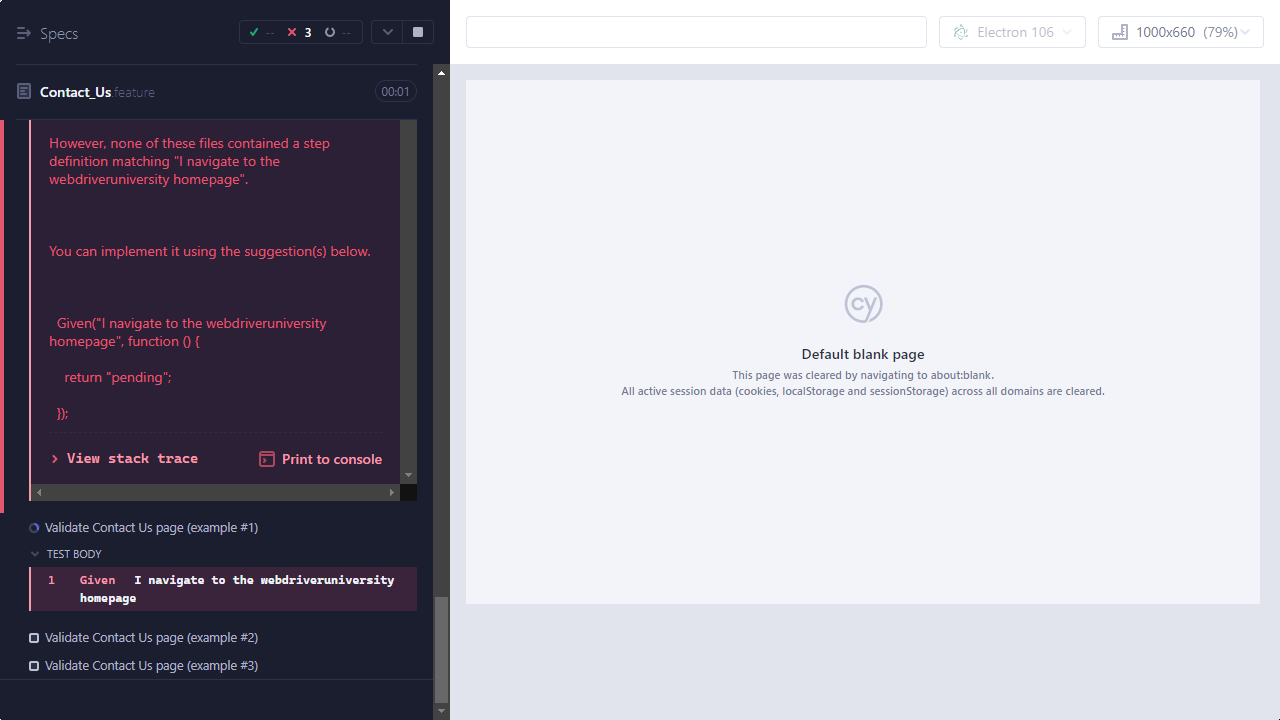 Specs
-- 3 --
Electron 106
1000x660 (79%)
Contact_Us.feature
00:01
However, none of these files contained a step
definition matching "I navigate to the
webdriveruniversity homepage".
You can implement it using the suggestion(s) below.
Given("I navigate to the webdriveruniversity
homepage", function () {
return "pending";
});
View stack trace
Print to console
Validate Contact Us page (example #1)
TEST BODY
1 Given I navigate to the webdriveruniversity
homepage
Validate Contact Us page (example #2)
Validate Contact Us page (example #3)
cy
Default blank page
This page was cleared by navigating to about:blank.
All active session data (cookies, localStorage and sessionStorage) across all domains are cleared.